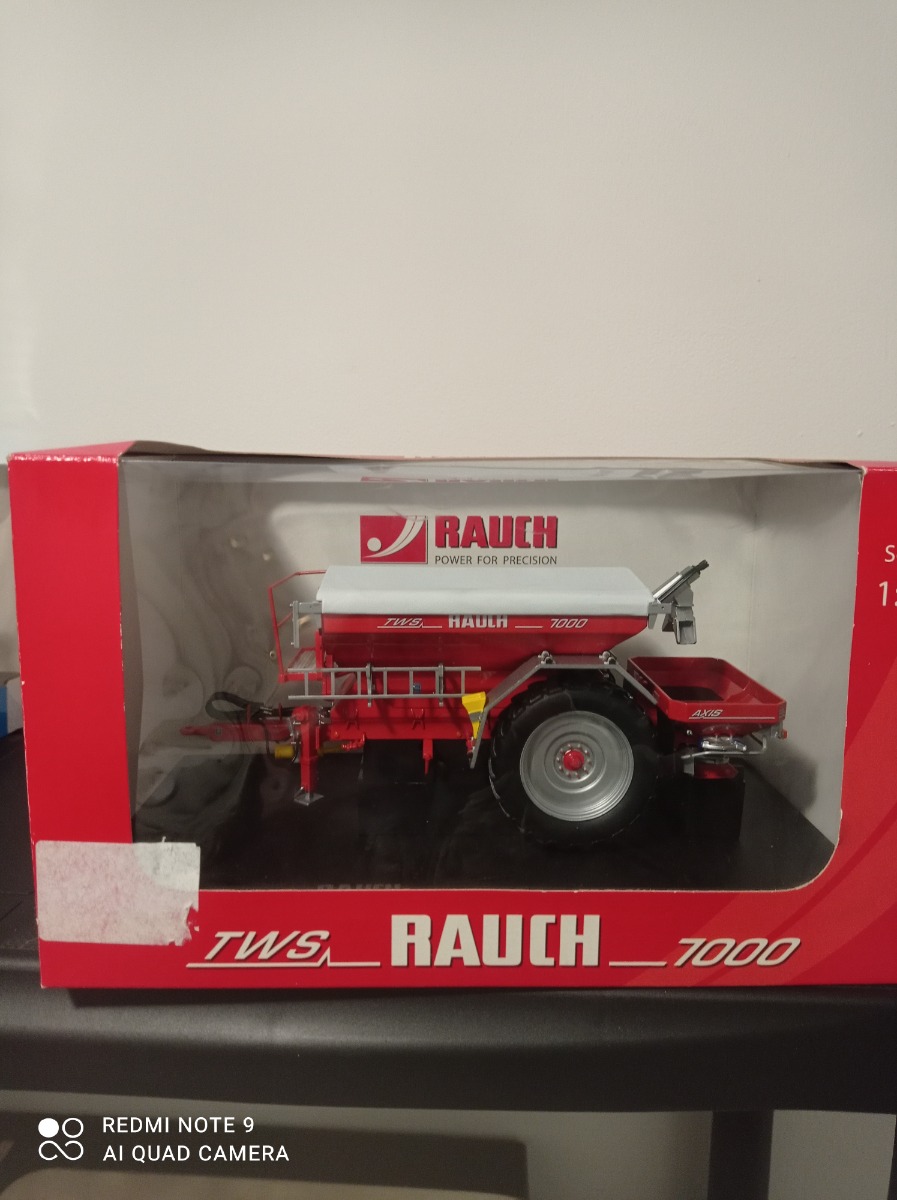 RAUCH
POWER FOR PRECISION
TWS RAUCH 7000
AXIS
TWS RAUCH 7000
REDMI NOTE 9
AI QUAD CAMERA